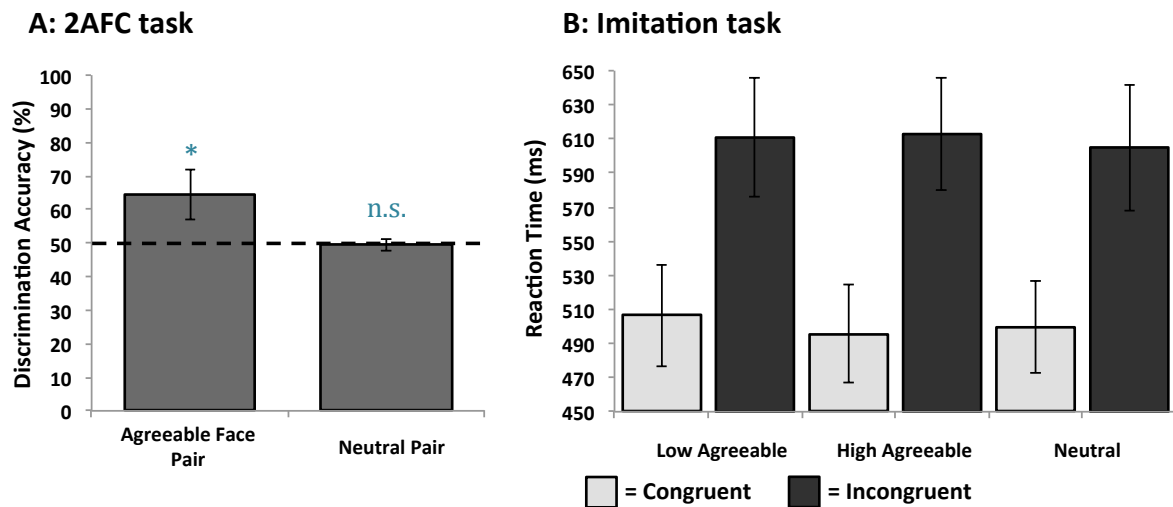 A: 2AFC task
Discrimination Accuracy (%)
100
90
80
70
60
50
40
30
20
10
0
*
n.s.
Agreeable Face
Pair
Neutral Pair
B: Imitation task
Reaction Time (ms)
650
630
610
590
570
550
530
510
490
470
450
Low Agreeable
High Agreeable
Neutral
= Congruent
= Incongruent